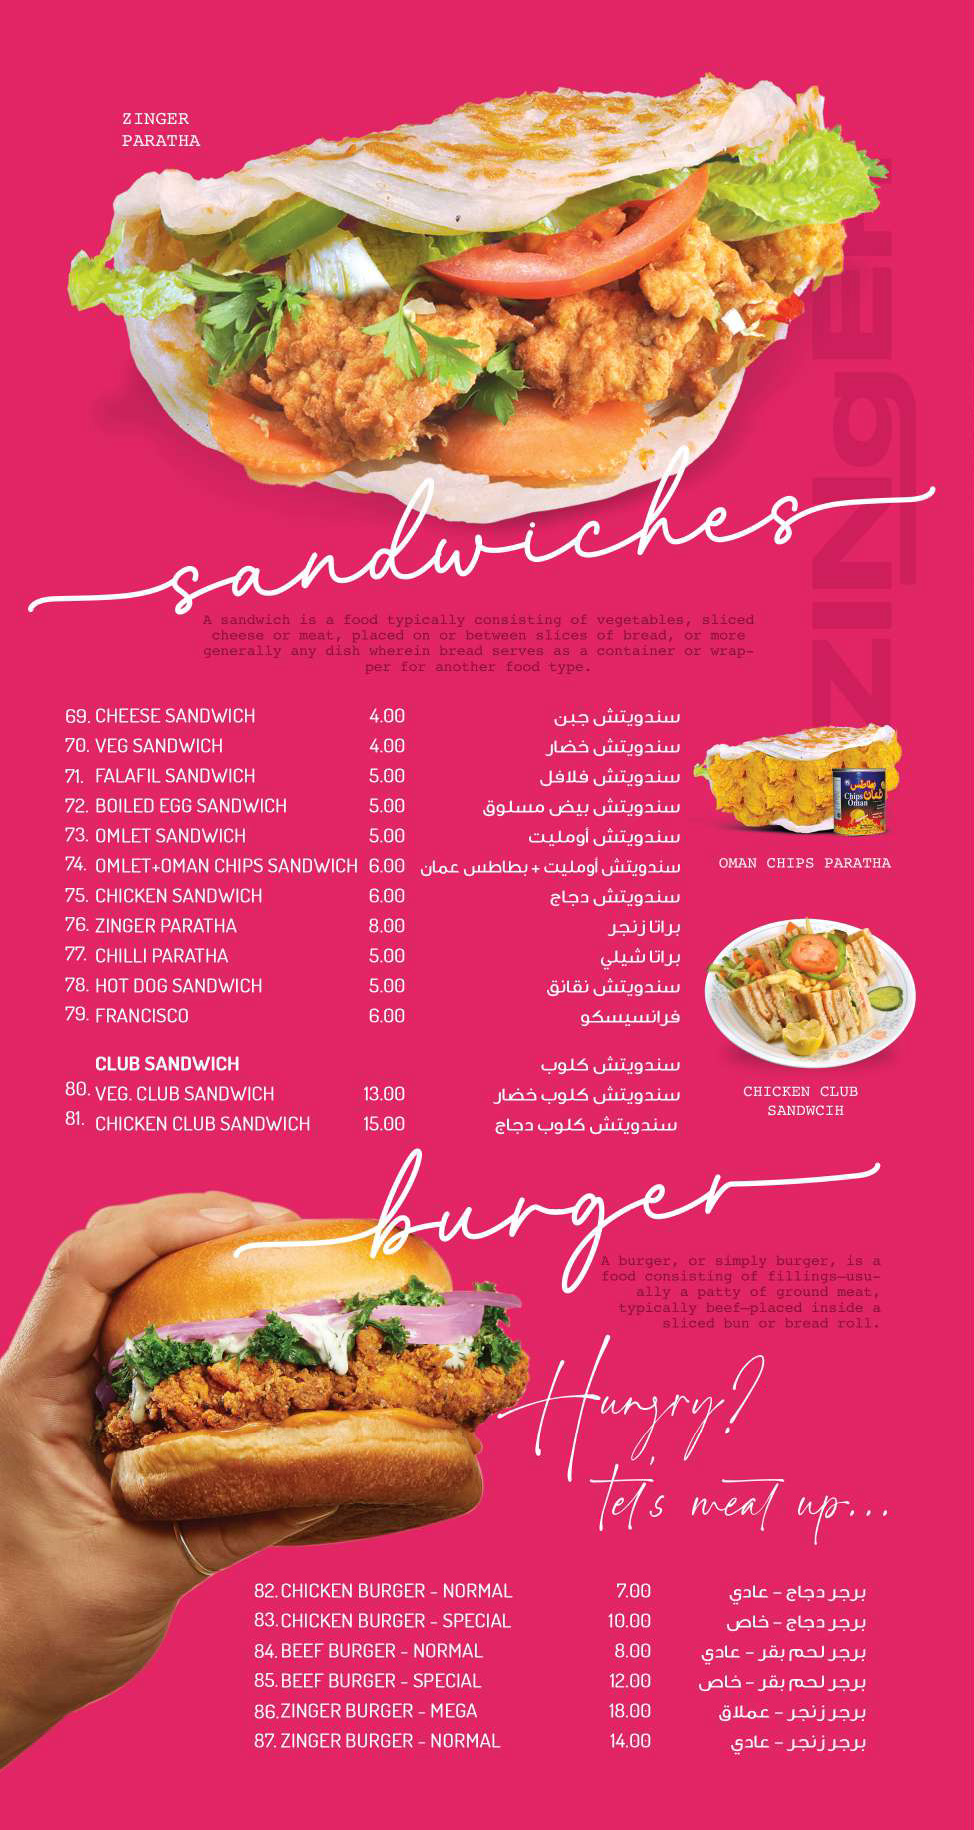 ZINGER
PARATHA
ZINgER
sandwiches
A sandwich is a food typically consisting of vegetables, sliced
cheese or meat, placed on or between slices of bread, or more
generally any dish wherein bread serves as a container or wrap-
per for another food type.
69. CHEESE SANDWICH 4.00 سندويتش جبن
70. VEG SANDWICH 4.00 سندويتش خضار
71. FALAFIL SANDWICH 5.00 سندويتش فلافل
72. BOILED EGG SANDWICH 5.00 سندويتش بيض مسلوق
73. OMLET SANDWICH 5.00 سندويتش أومليت
74. OMLET+OMAN CHIPS SANDWICH 6.00 سندويتش أومليت + بطاطس عمان
75. CHICKEN SANDWICH 6.00 سندويتش دجاج
76. ZINGER PARATHA 8.00 براتا زنجر
77. CHILLI PARATHA 5.00 براتا شيلي
78. HOT DOG SANDWICH 5.00 سندويتش نقانق
79. FRANCISCO 6.00 فرانسيسكو
CLUB SANDWICH سندويتش كلوب
80. VEG. CLUB SANDWICH 13.00 سندويتش كلوب خضار
81. CHICKEN CLUB SANDWICH 15.00 سندويتش كلوب دجاج
بطاطس
عُمان
Chips
Oman
OMAN CHIPS PARATHA
CHICKEN CLUB
SANDWCIH
burger
A burger, or simply burger, is a
food consisting of fillings—usu-
ally a patty of ground meat,
typically beef—placed inside a
sliced bun or bread roll.
Hungry?
let's meat up...
82. CHICKEN BURGER - NORMAL 7.00 برجر دجاج - عادي
83. CHICKEN BURGER - SPECIAL 10.00 برجر دجاج - خاص
84. BEEF BURGER - NORMAL 8.00 برجر لحم بقر - عادي
85. BEEF BURGER - SPECIAL 12.00 برجر لحم بقر - خاص
86. ZINGER BURGER - MEGA 18.00 برجر زنجر - عملاق
87. ZINGER BURGER - NORMAL 14.00 برجر زنجر - عادي